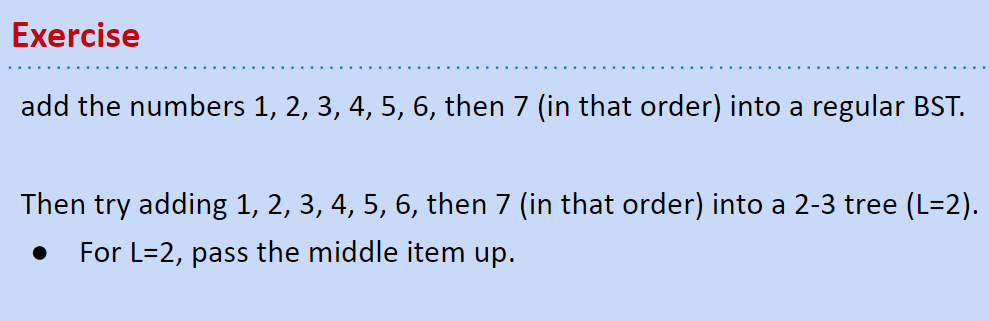 Exercise
add the numbers 1, 2, 3, 4, 5, 6, then 7 (in that order) into a regular BST.
Then try adding 1, 2, 3, 4, 5, 6, then 7 (in that order) into a 2-3 tree (L=2).
● For L=2, pass the middle item up.